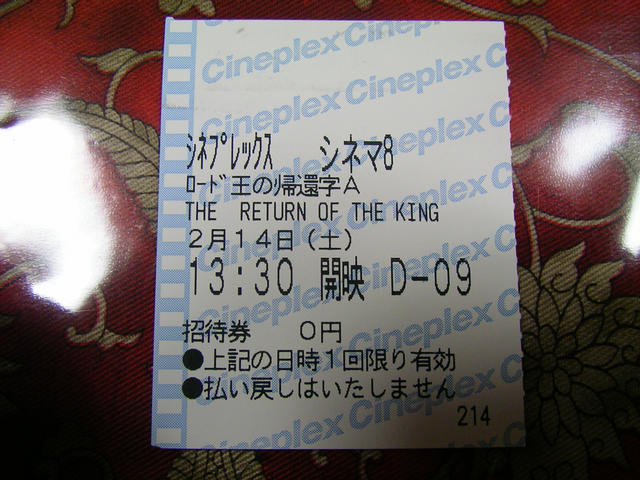 Cineplex Cineplex
Cineplex Cineplex
ｼﾈﾌﾟﾚックス シネマ8
ﾛｰﾄﾞ 王の帰還字A
THE RETURN OF THE KING
2月14日(土)
13:30 開映 D-09
招待券 0円
●上記の日時1回限り有効
●払い戻しはいたしません
214
Cineplex Cineplex